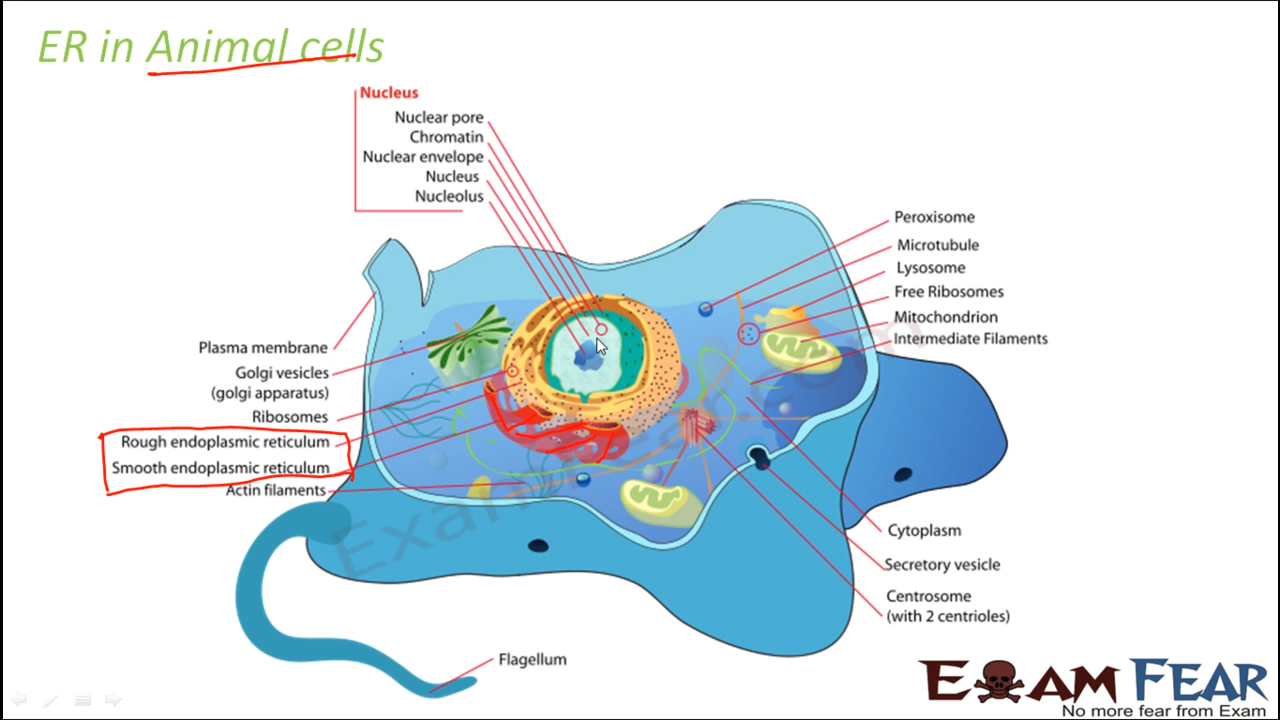 ER in Animal cells
Nucleus
Nuclear pore
Chromatin
Nuclear envelope
Nucleus
Nucleolus
Plasma membrane
Golgi vesicles
(golgi apparatus)
Ribosomes
Rough endoplasmic reticulum
Smooth endoplasmic reticulum
Actin filaments
Flagellum
Peroxisome
Microtubule
Lysosome
Free Ribosomes
Mitochondrion
Intermediate Filaments
Cytoplasm
Secretory vesicle
Centrosome
(with 2 centrioles)
EXAM FEAR
No more fear from Exam